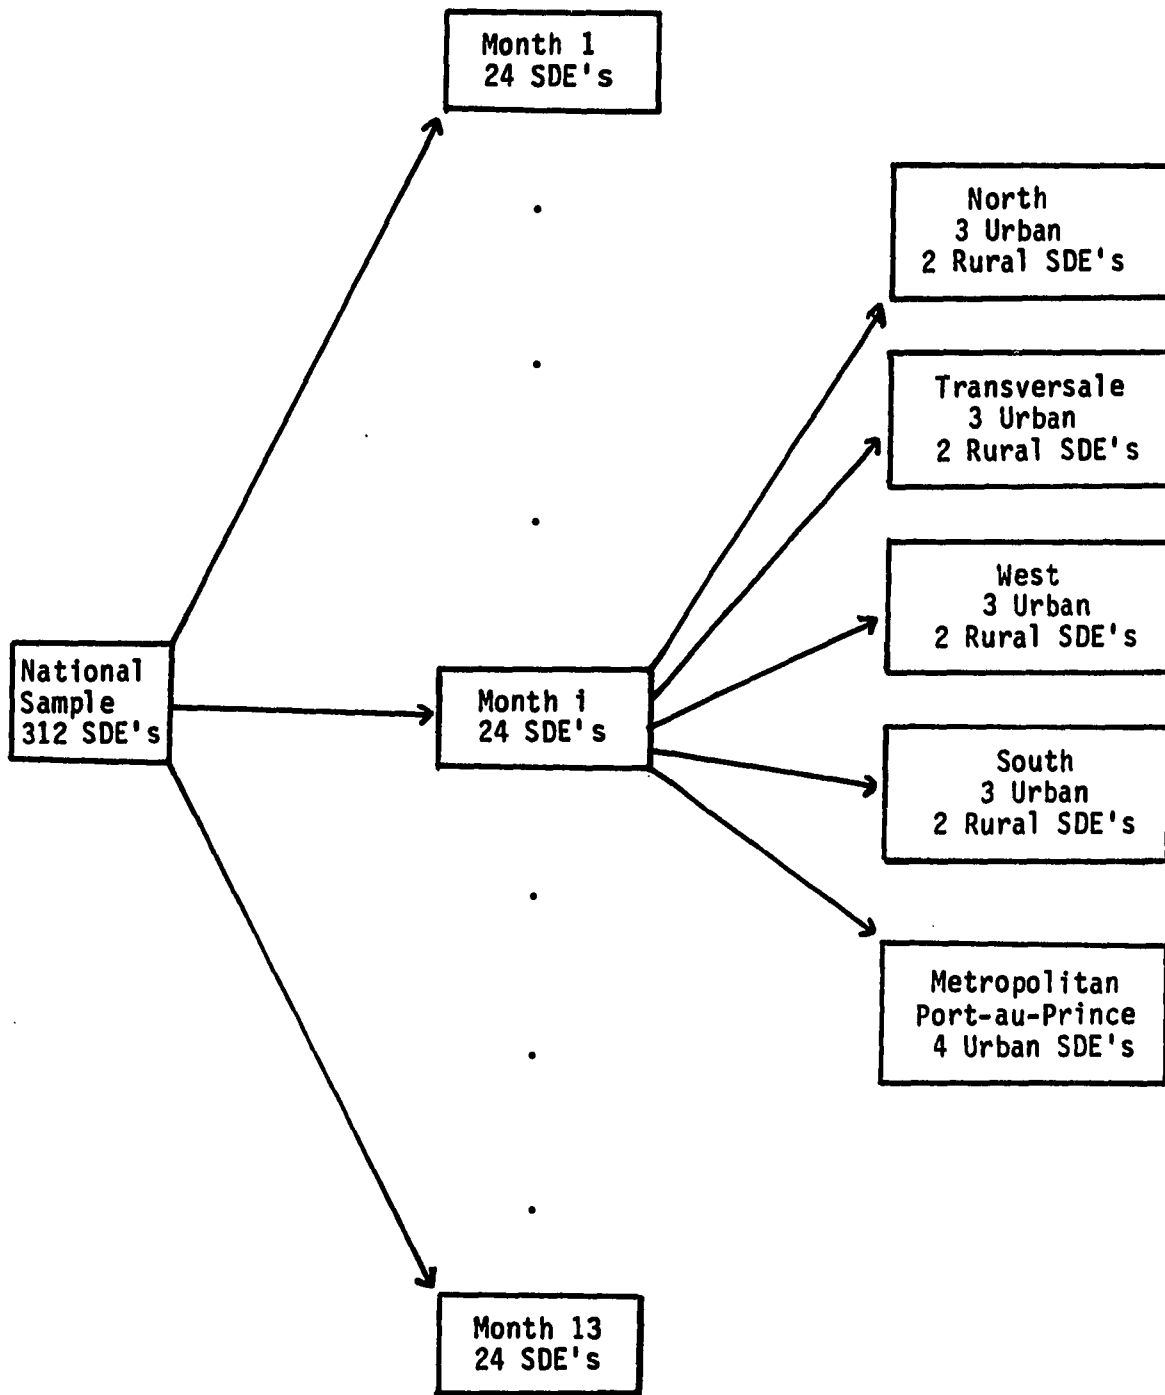 Month 1
24 SDE's
North
3 Urban
2 Rural SDE's
Transversale
3 Urban
2 Rural SDE's
West
3 Urban
2 Rural SDE's
National
Sample
312 SDE's
Month i
24 SDE's
South
3 Urban
2 Rural SDE's
Metropolitan
Port-au-Prince
4 Urban SDE's
Month 13
24 SDE's